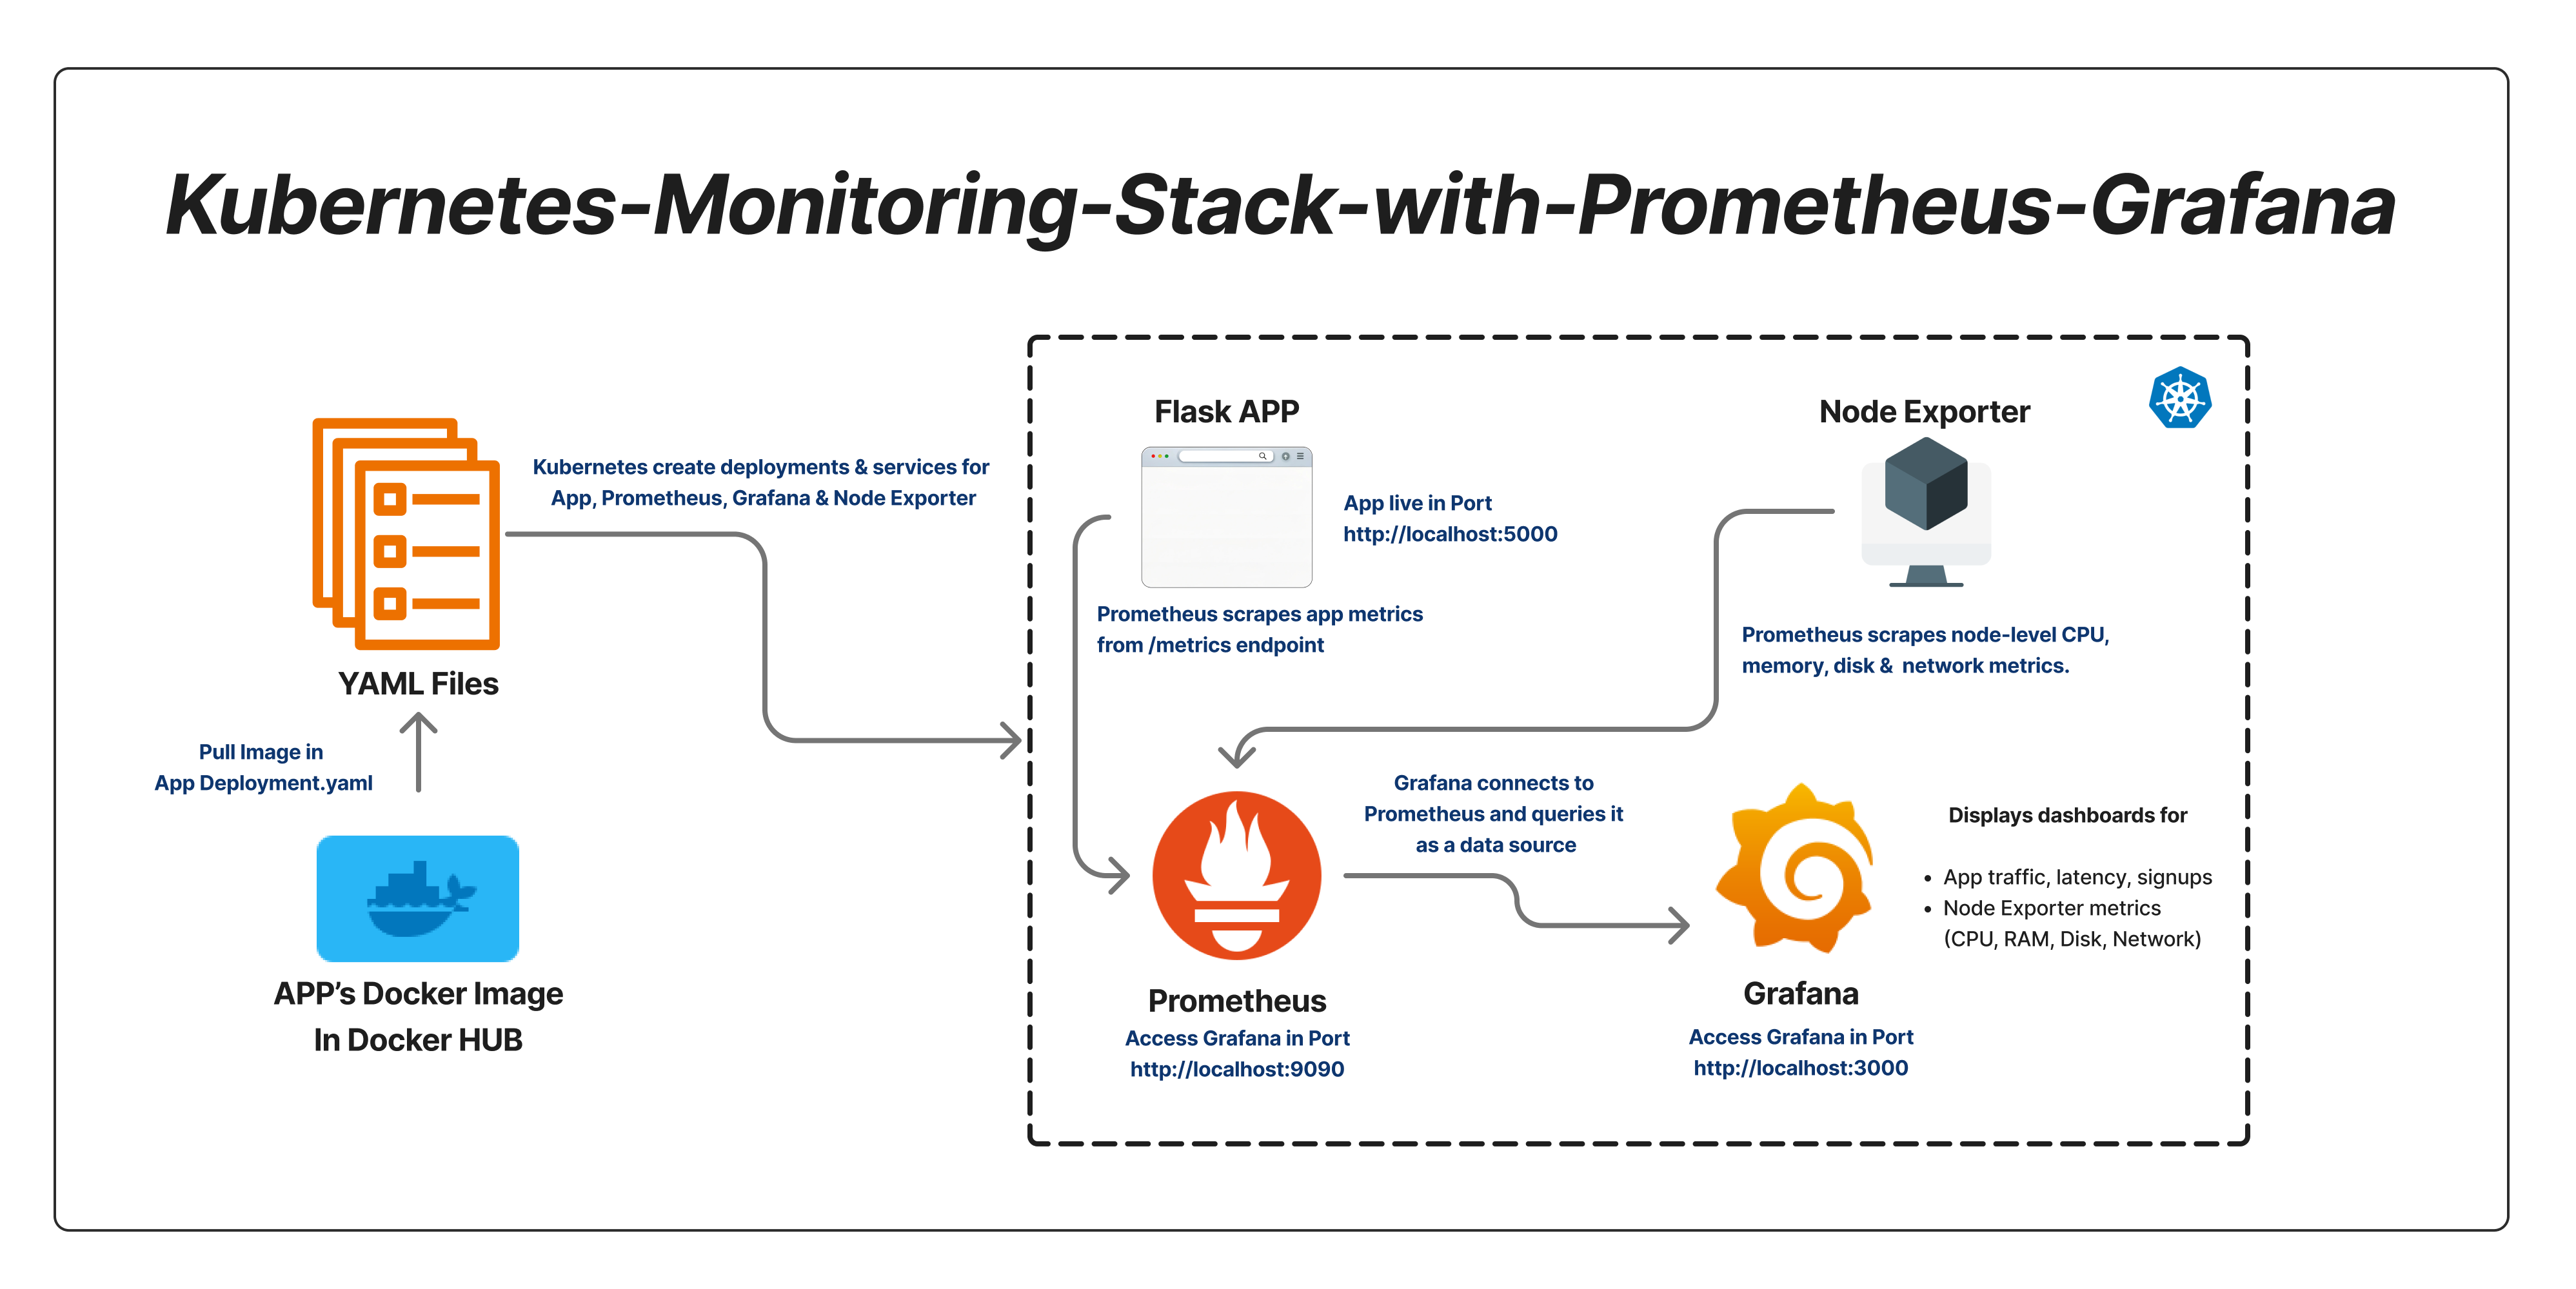 Kubernetes-Monitoring-Stack-with-Prometheus-Grafana
Kubernetes create deployments & services for
App, Prometheus, Grafana & Node Exporter
YAML Files
Pull Image in
App Deployment.yaml
APP’s Docker Image
In Docker HUB
Flask APP
App live in Port
http://localhost:5000
Prometheus scrapes app metrics
from /metrics endpoint
Node Exporter
Prometheus scrapes node-level CPU,
memory, disk &  network metrics.
Grafana connects to
Prometheus and queries it
as a data source
Prometheus
Access Grafana in Port
http://localhost:9090
Grafana
Access Grafana in Port
http://localhost:3000
Displays dashboards for
• App traffic, latency, signups
• Node Exporter metrics
(CPU, RAM, Disk, Network)